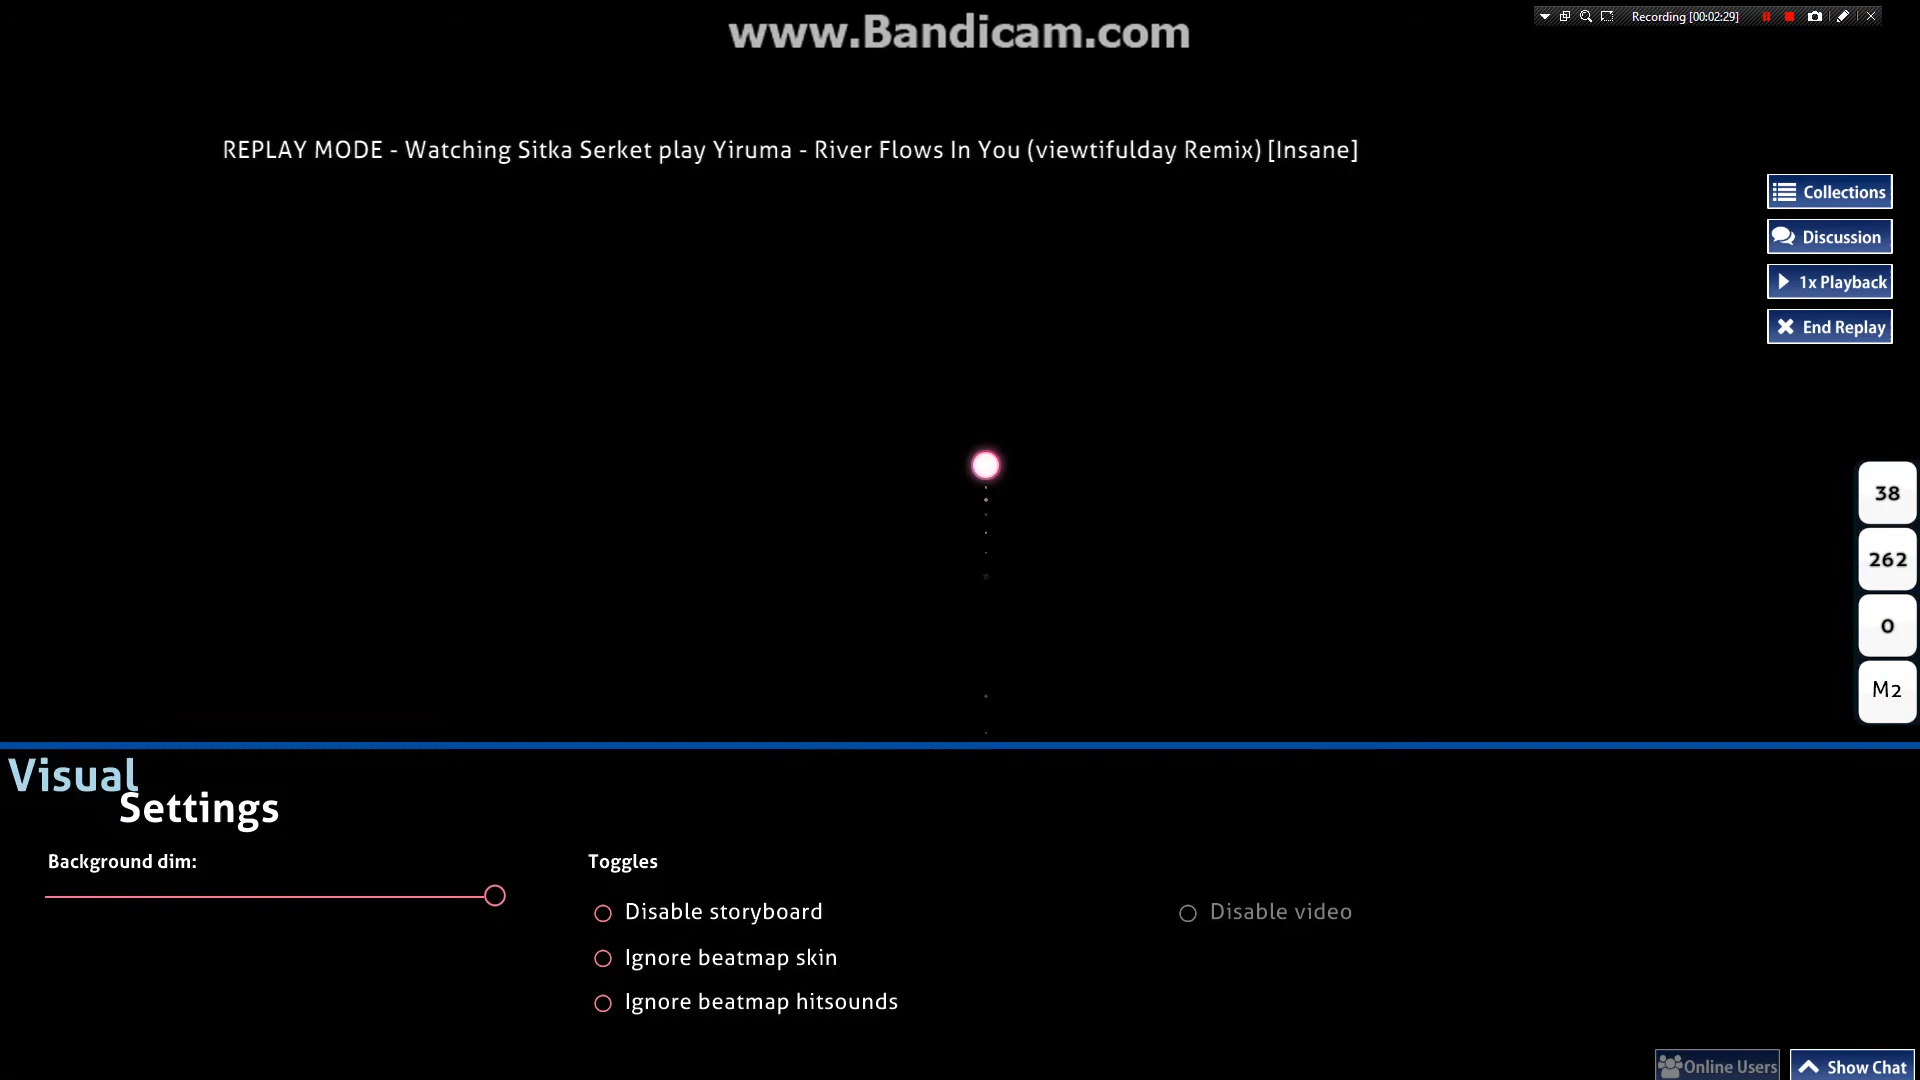 www.Bandicam.com
Recording [00:02:29]
REPLAY MODE - Watching Sitka Serket play Yiruma - River Flows In You (viewtifulday Remix) [Insane]
Collections
Discussion
1x Playback
End Replay
38
262
0
M2
Visual
Settings
Background dim:
Toggles
Disable storyboard
Disable video
Ignore beatmap skin
Ignore beatmap hitsounds
Online Users
Show Chat